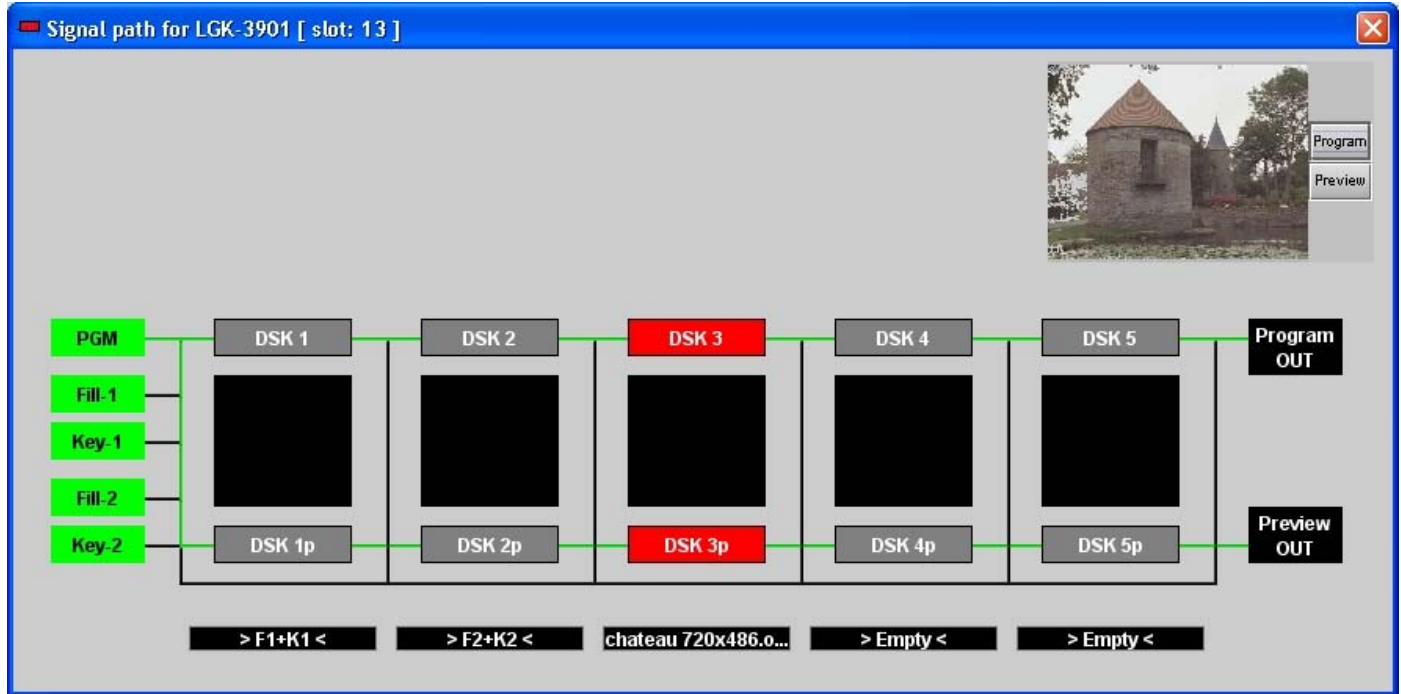 Signal path for LGK-3901 [ slot: 13 ]
Program
Preview
PGM
DSK 1
DSK 2
DSK 3
DSK 4
DSK 5
Program
OUT
Fill-1
Key-1
Fill-2
Key-2
DSK 1p
DSK 2p
DSK 3p
DSK 4p
DSK 5p
Preview
OUT
> F1+K1 <
> F2+K2 <
chateau 720x486.o...
> Empty <
> Empty <